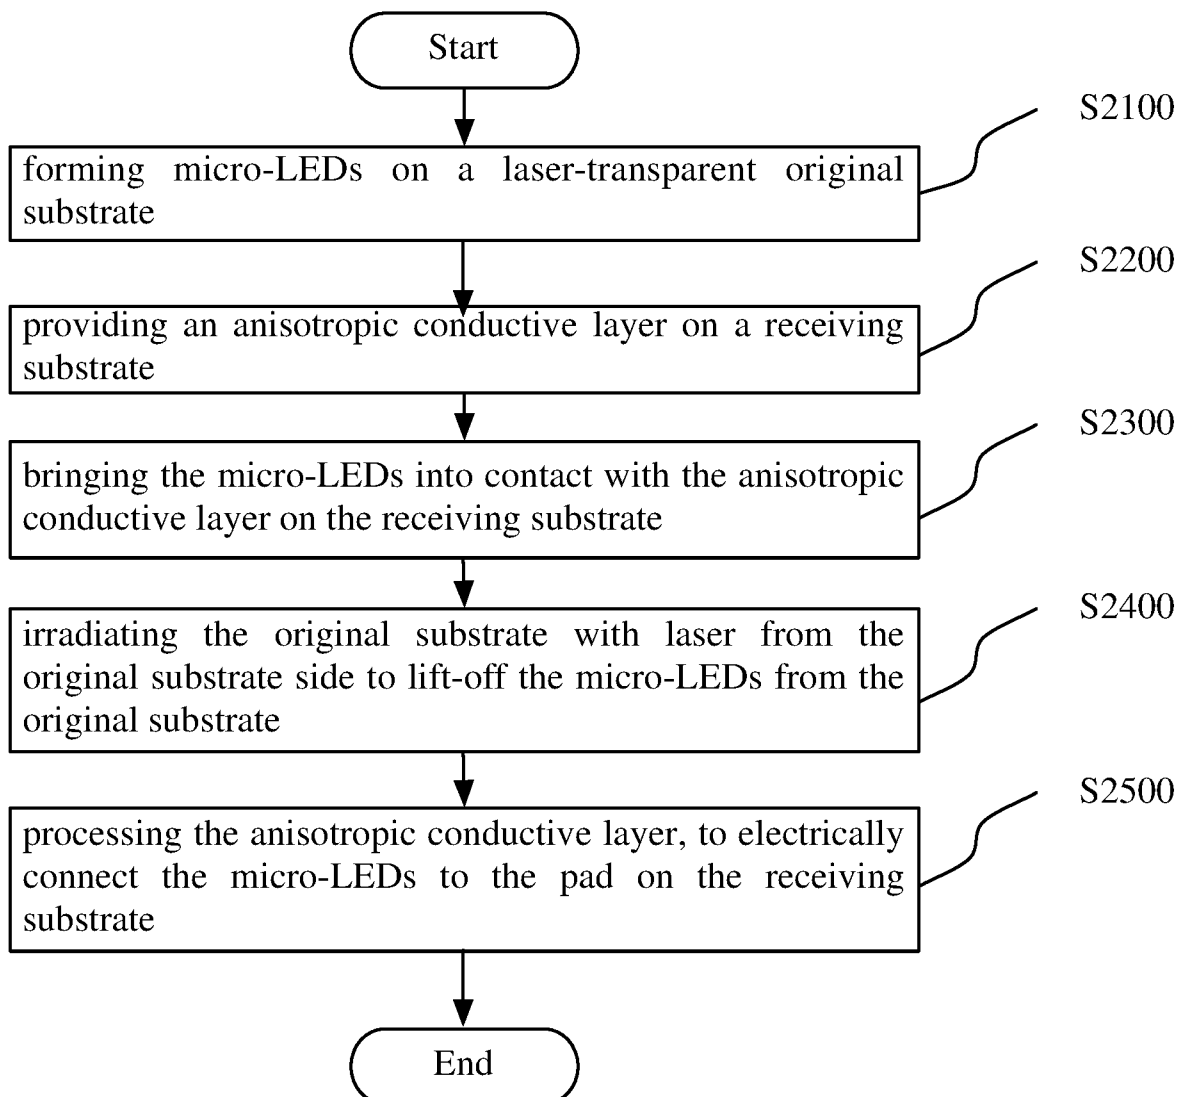 Start
S2100
forming micro-LEDs on a laser-transparent original
substrate
S2200
providing an anisotropic conductive layer on a receiving
substrate
S2300
bringing the micro-LEDs into contact with the anisotropic
conductive layer on the receiving substrate
S2400
irradiating the original substrate with laser from the
original substrate side to lift-off the micro-LEDs from the
original substrate
S2500
processing the anisotropic conductive layer, to electrically
connect the micro-LEDs to the pad on the receiving
substrate
End